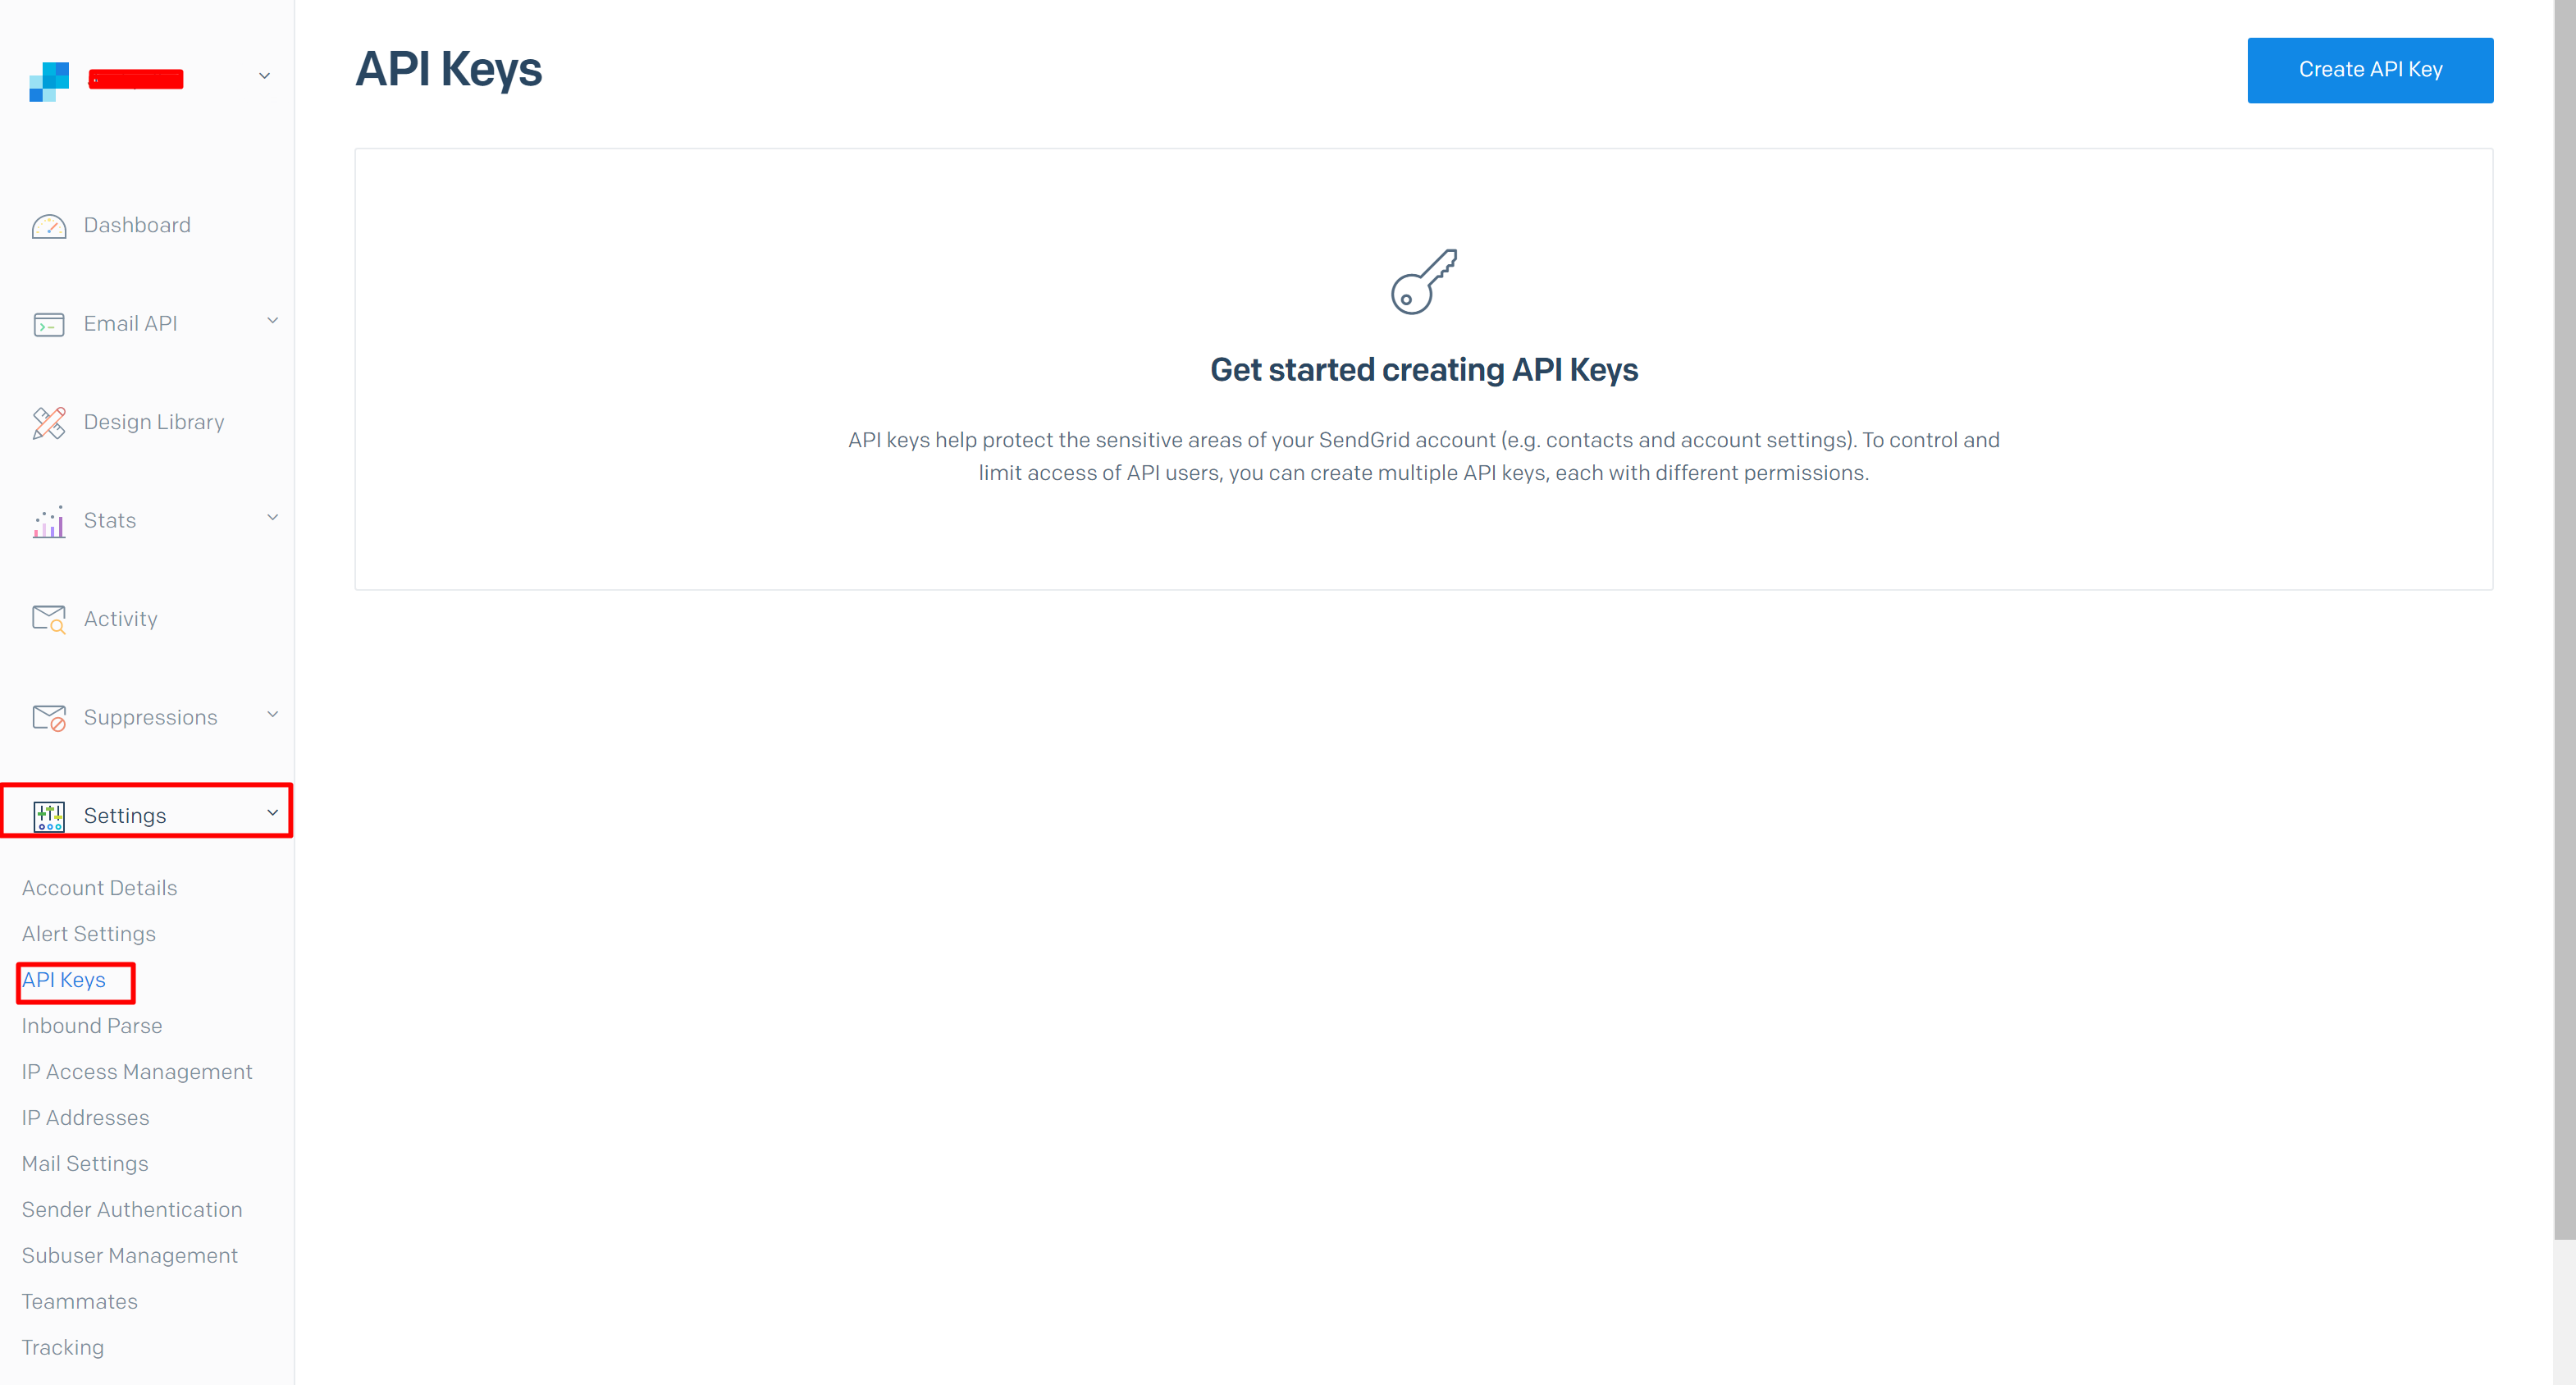 Dashboard
Email API
Design Library
Stats
Activity
Suppressions
Settings
Account Details
Alert Settings
API Keys
Inbound Parse
IP Access Management
IP Addresses
Mail Settings
Sender Authentication
Subuser Management
Teammates
Tracking
API Keys
Create API Key
Get started creating API Keys
API keys help protect the sensitive areas of your SendGrid account (e.g. contacts and account settings). To control and
limit access of API users, you can create multiple API keys, each with different permissions.